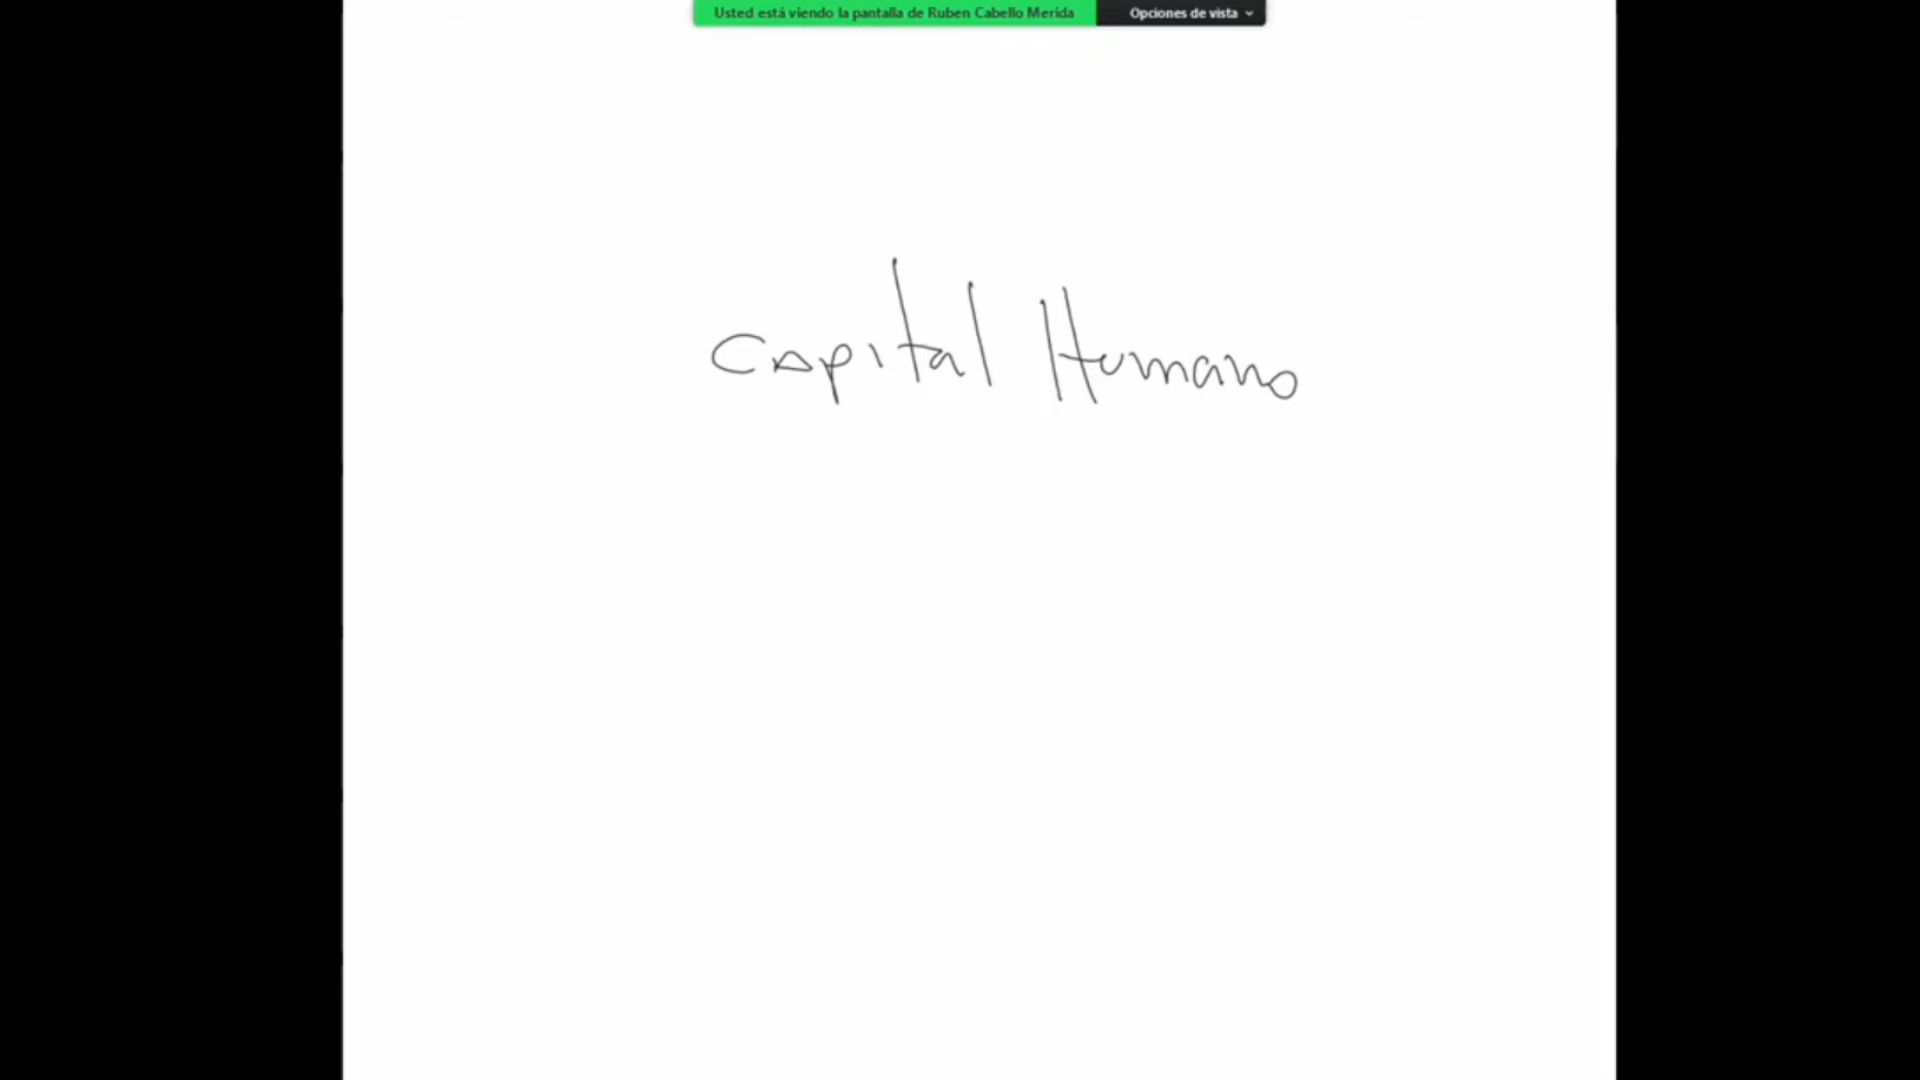 Usted está viendo la pantalla de Ruben Cabello Merida Opciones de vista
Capital Humano